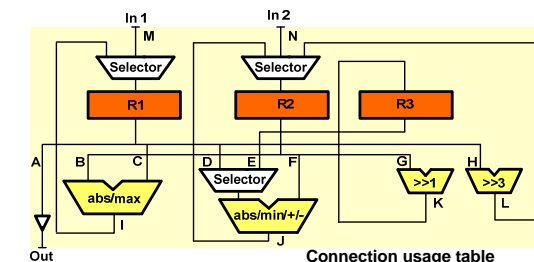 In 1 In 2
M N
Selector Selector
R1 R2 R3
A B C D E F G H
Selector >>1 >>3
abs/max abs/min/+/- K L
I J
Out Connection usage table